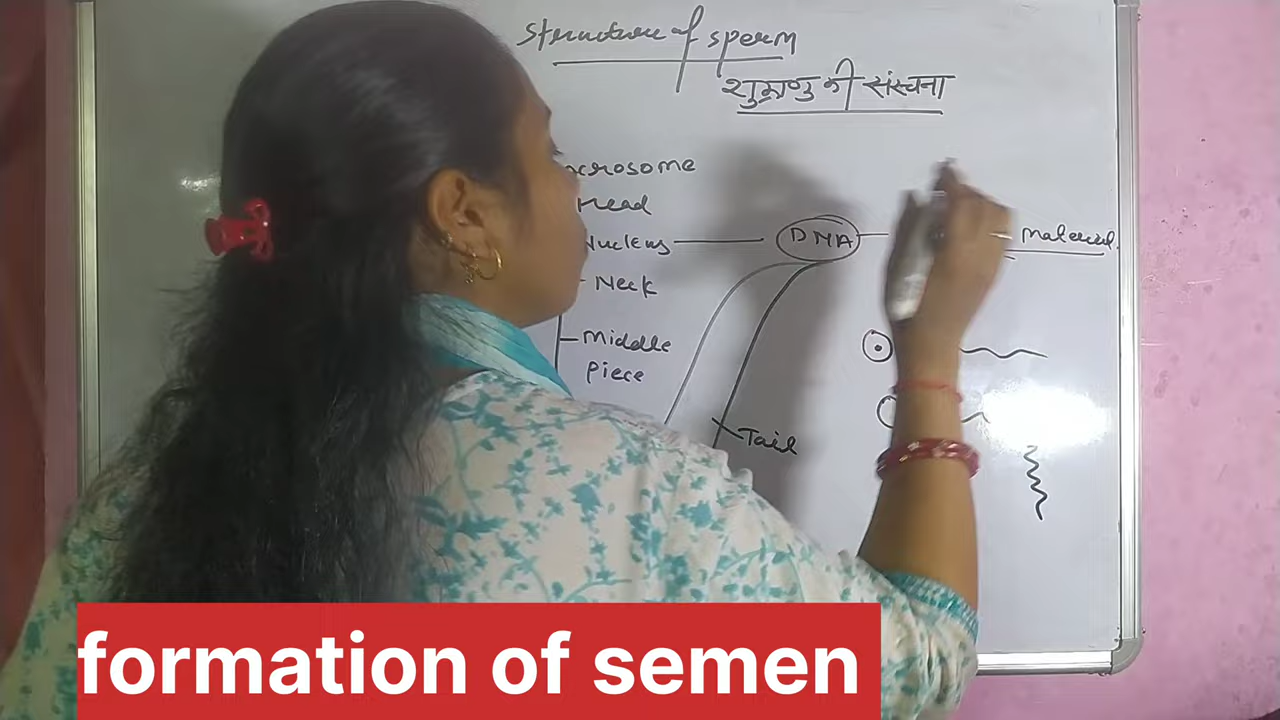 structure of sperm
शुक्राणु की संरचना
acrosome
Head
Nucleus
DNA
material
Neck
Middle
piece
Tail
formation of semen